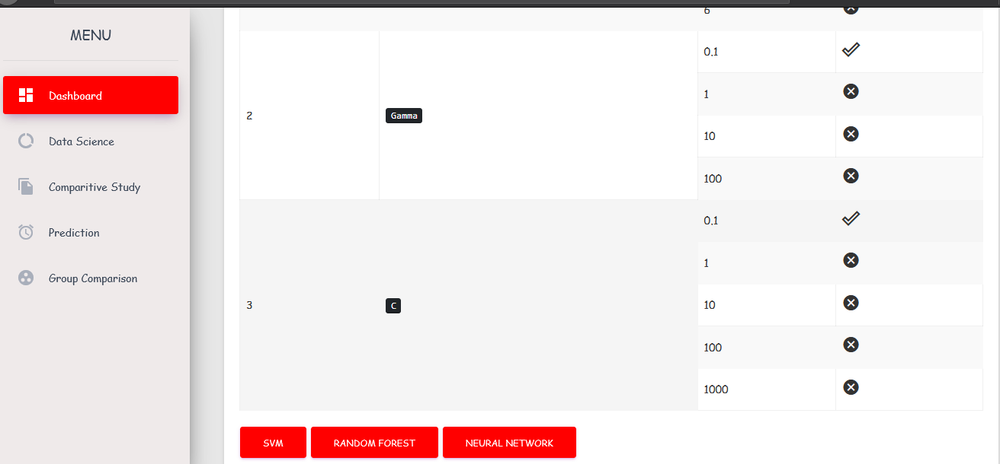 MENU
Dashboard
Data Science
Comparitive Study
Prediction
Group Comparison
6
2
Gamma
0.1
1
10
100
3
C
0.1
1
10
100
1000
SVM
RANDOM FOREST
NEURAL NETWORK